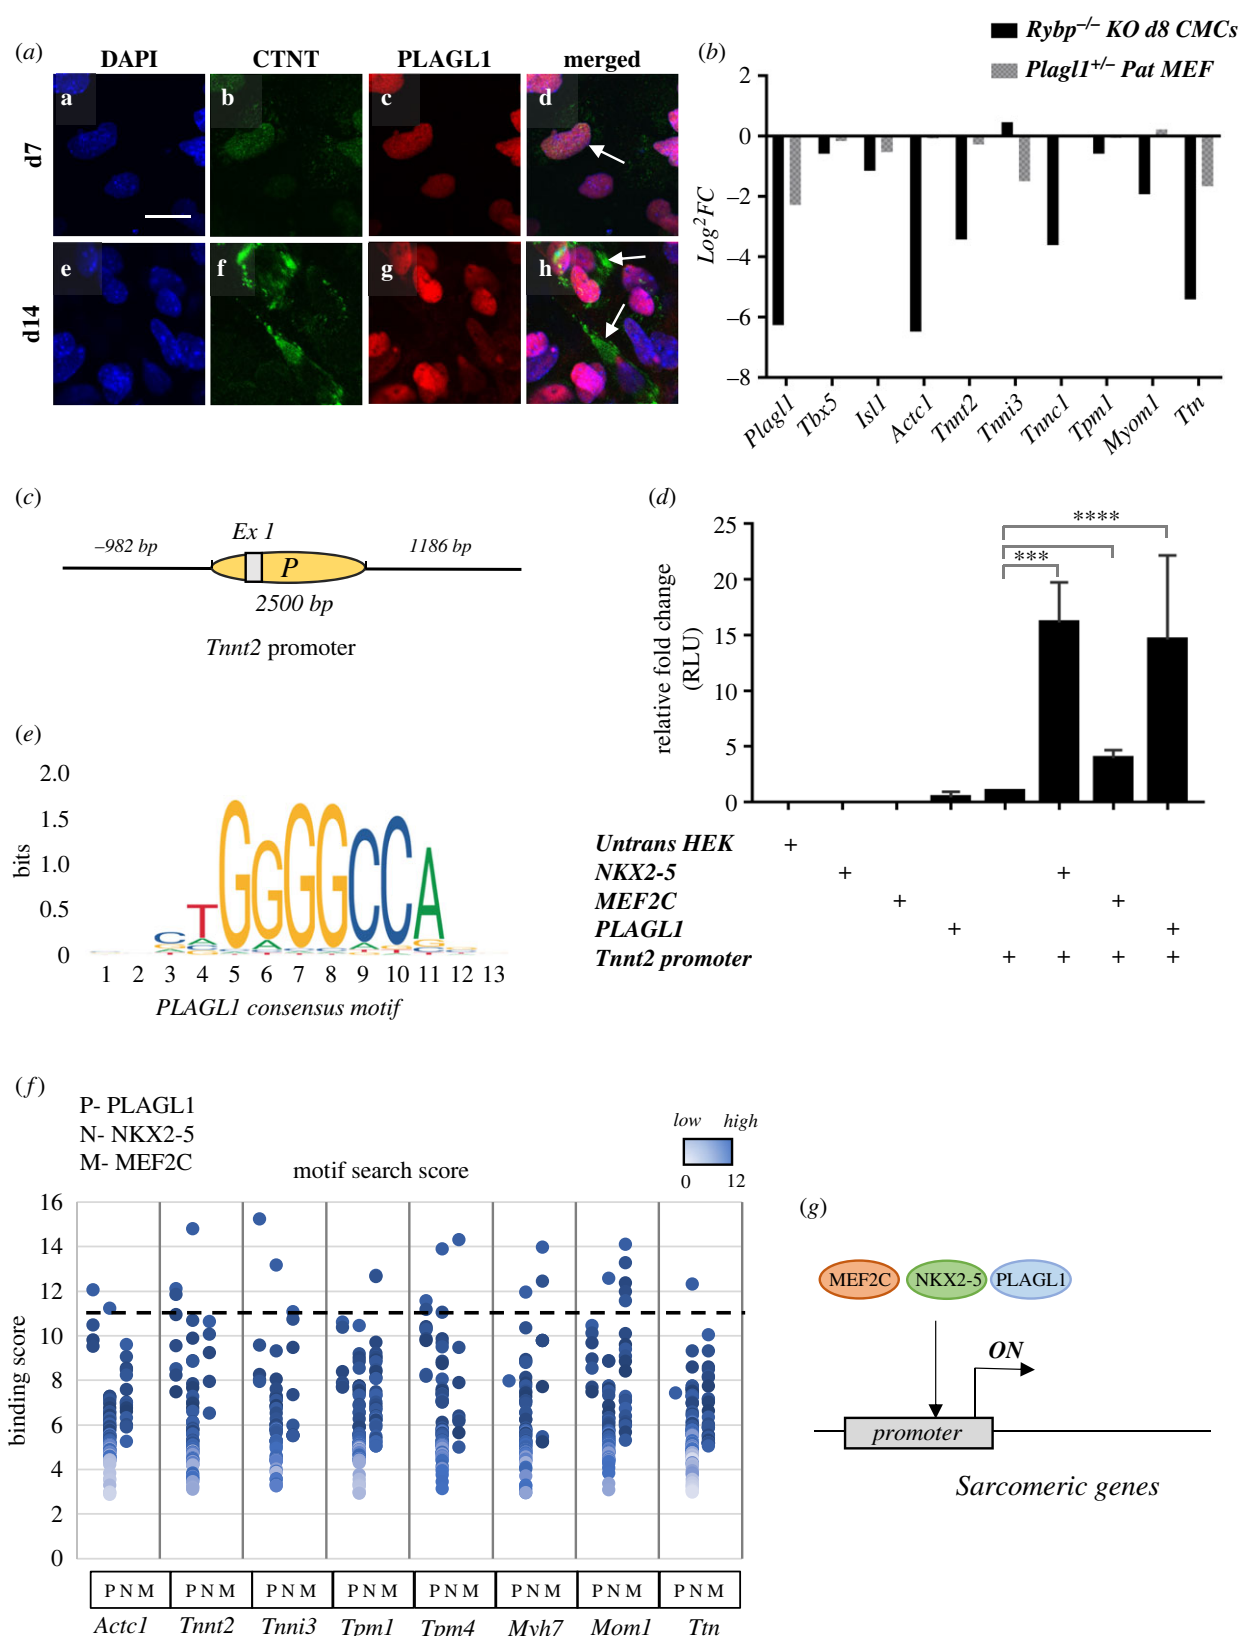 (a)
DAPI CTNT PLAGL1 merged
d7
a b c d
d14
e f g h
(b)
Rybp–/– KO d8 CMCs
Plagl1+/– Pat MEF
Log2FC
2
0
–2
–4
–6
–8
Plagl1 Tbx5 Isl1 Actc1 Tnnt2 Tnni3 Tnnc1 Tpm1 Myom1 Ttn
(c)
–982 bp Ex 1 1186 bp
P
2500 bp
Tnnt2 promoter
(d)
relative fold change
(RLU)
25
20
15
10
5
0
****
***
Untrans HEK +
NKX2-5 + +
MEF2C + +
PLAGL1 + +
Tnnt2 promoter + + + +
(e)
bits
2.0
1.5
1.0
0.5
0
C T G G G G C C A
1 2 3 4 5 6 7 8 9 10 11 12 13
PLAGL1 consensus motif
(f)
P- PLAGL1
N- NKX2-5
M- MEF2C
motif search score
low high
0 12
binding score
16
14
12
10
8
6
4
2
0
P N M P N M P N M P N M P N M P N M P N M P N M
Actc1 Tnnt2 Tnni3 Tpm1 Tpm4 Myh7 Mom1 Ttn
(g)
MEF2C NKX2-5 PLAGL1
ON
promoter
Sarcomeric genes